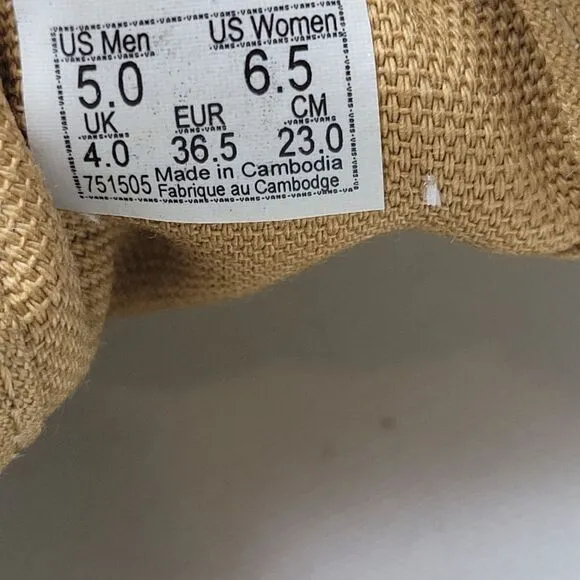 US Men US Women
5.0 6.5
UK EUR CM
4.0 36.5 23.0
751505 Made in Cambodia
Fabrique au Cambodge